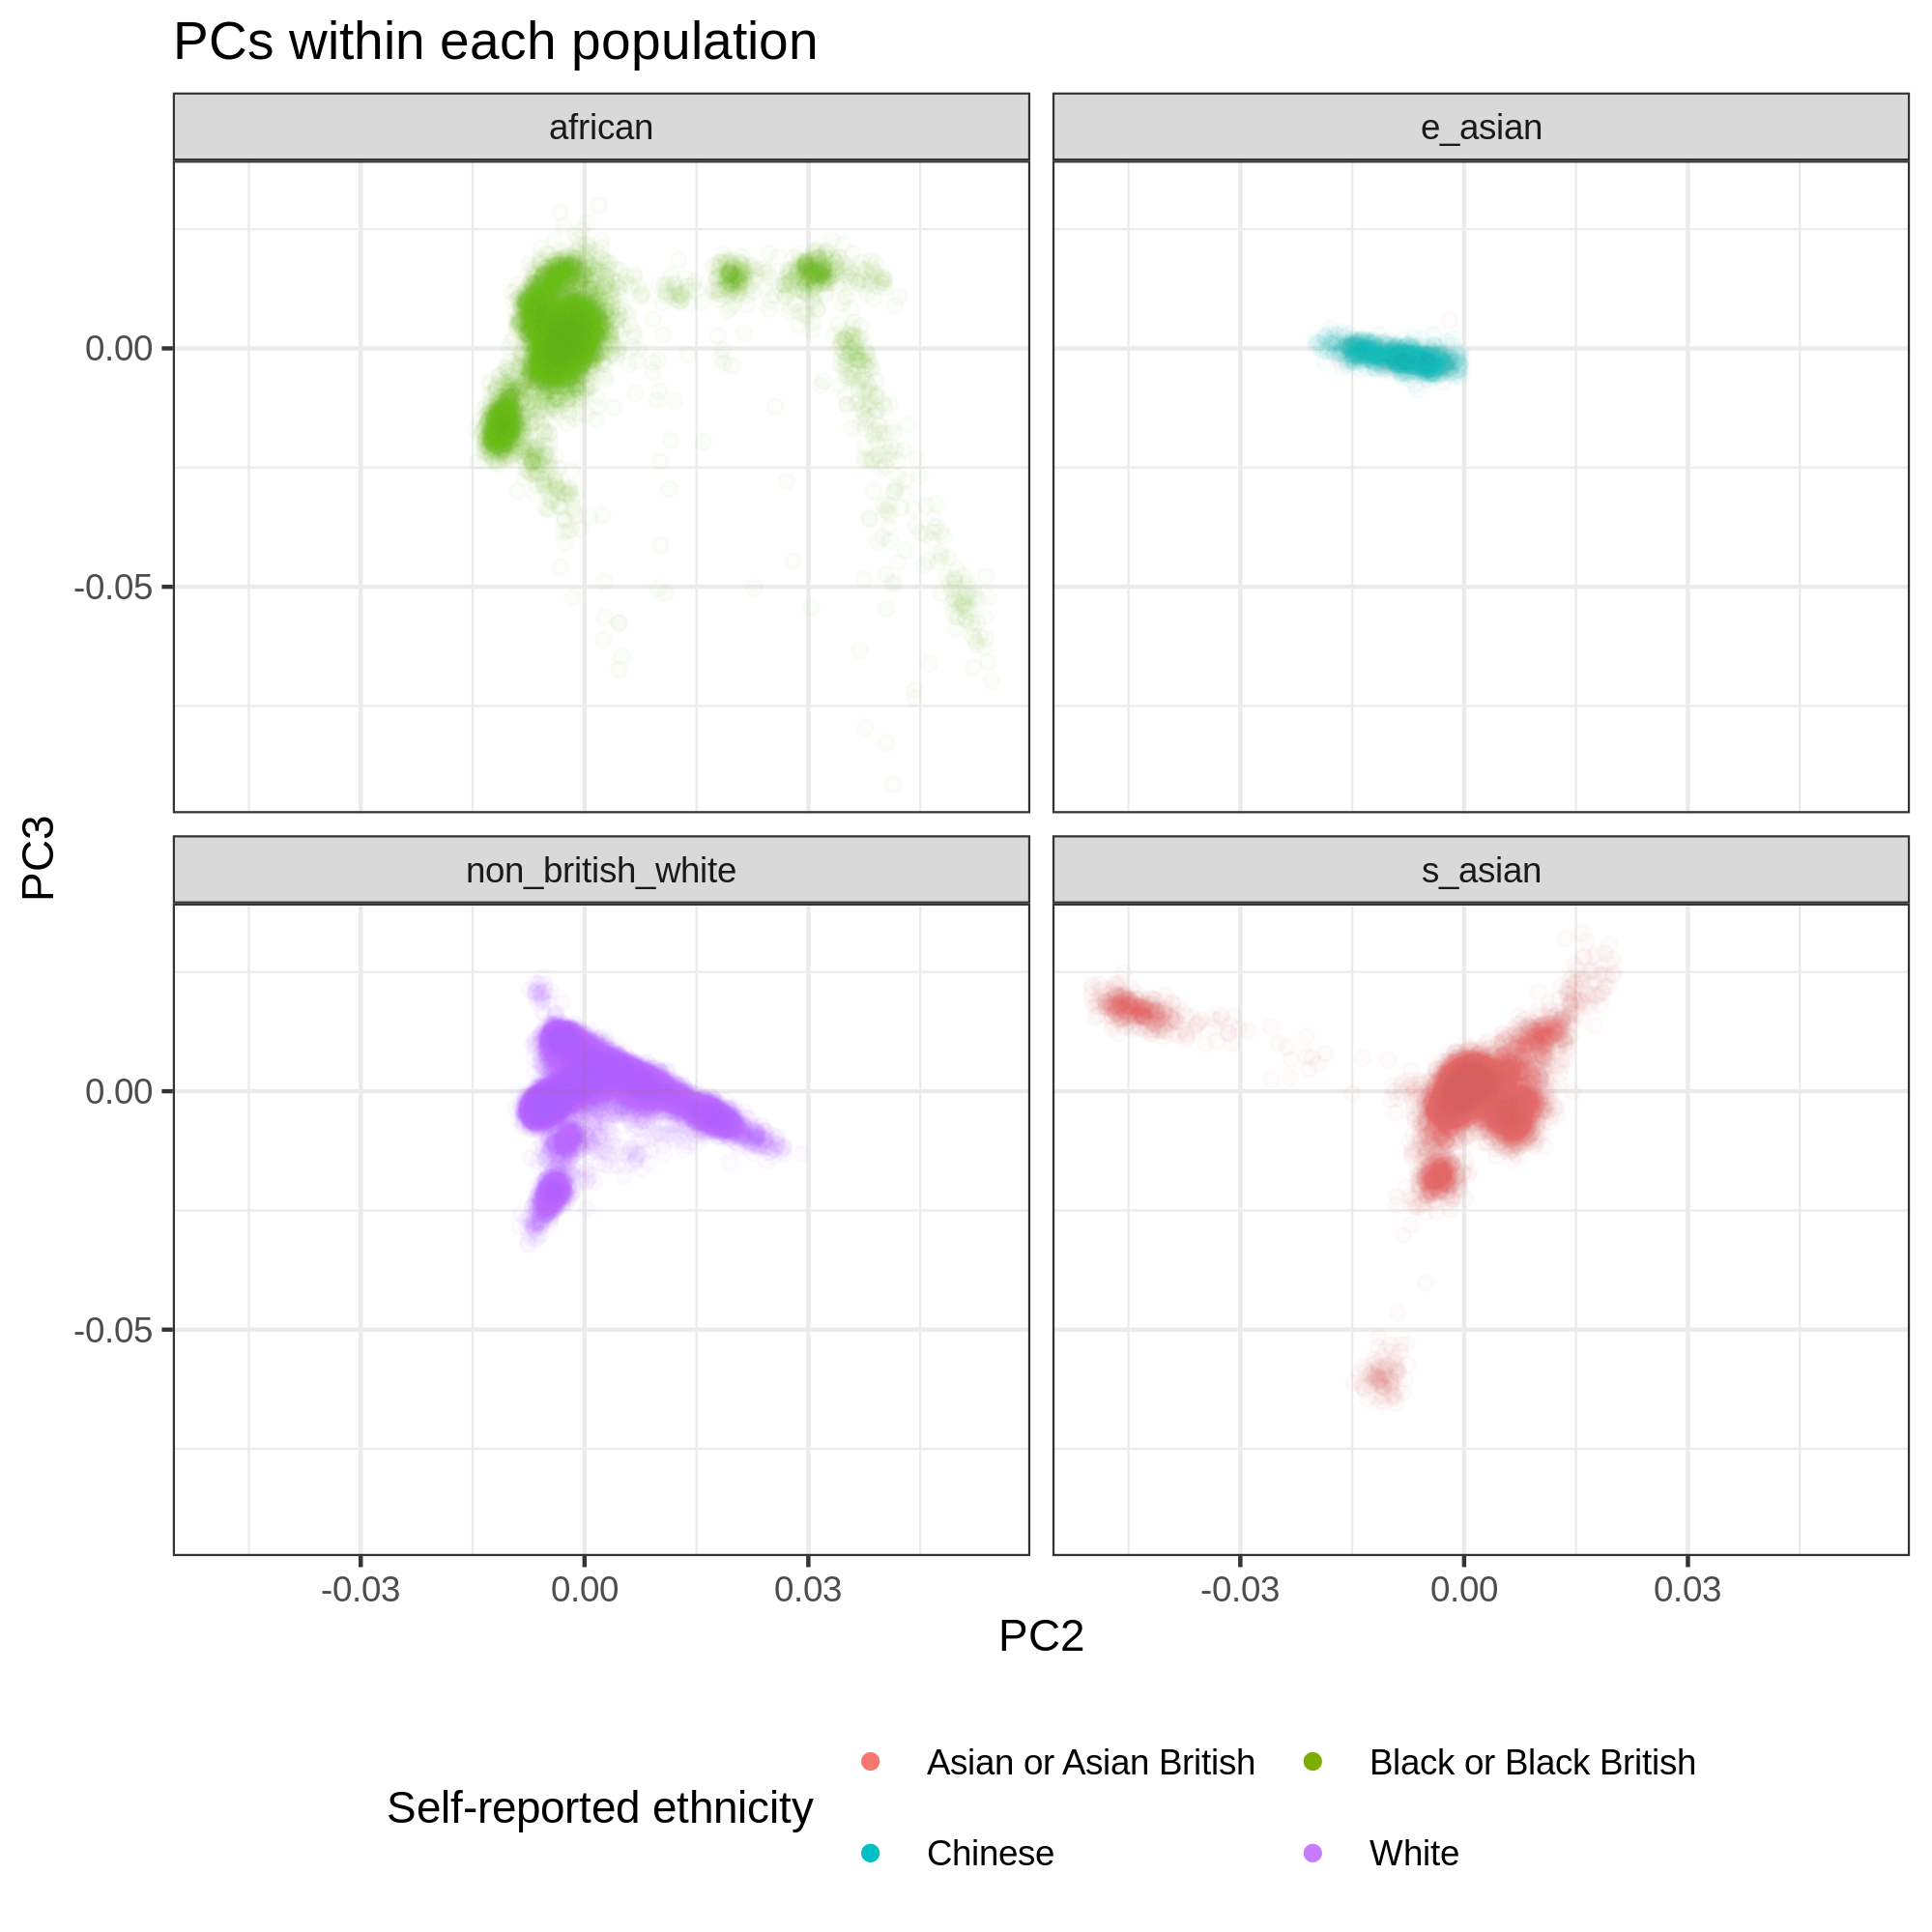 PCs within each population
african
e_asian
0.00
-0.05
PC3
non_british_white
s_asian
0.00
-0.05
-0.03 0.00 0.03 -0.03 0.00 0.03
PC2
Self-reported ethnicity
Asian or Asian British
Black or Black British
Chinese
White